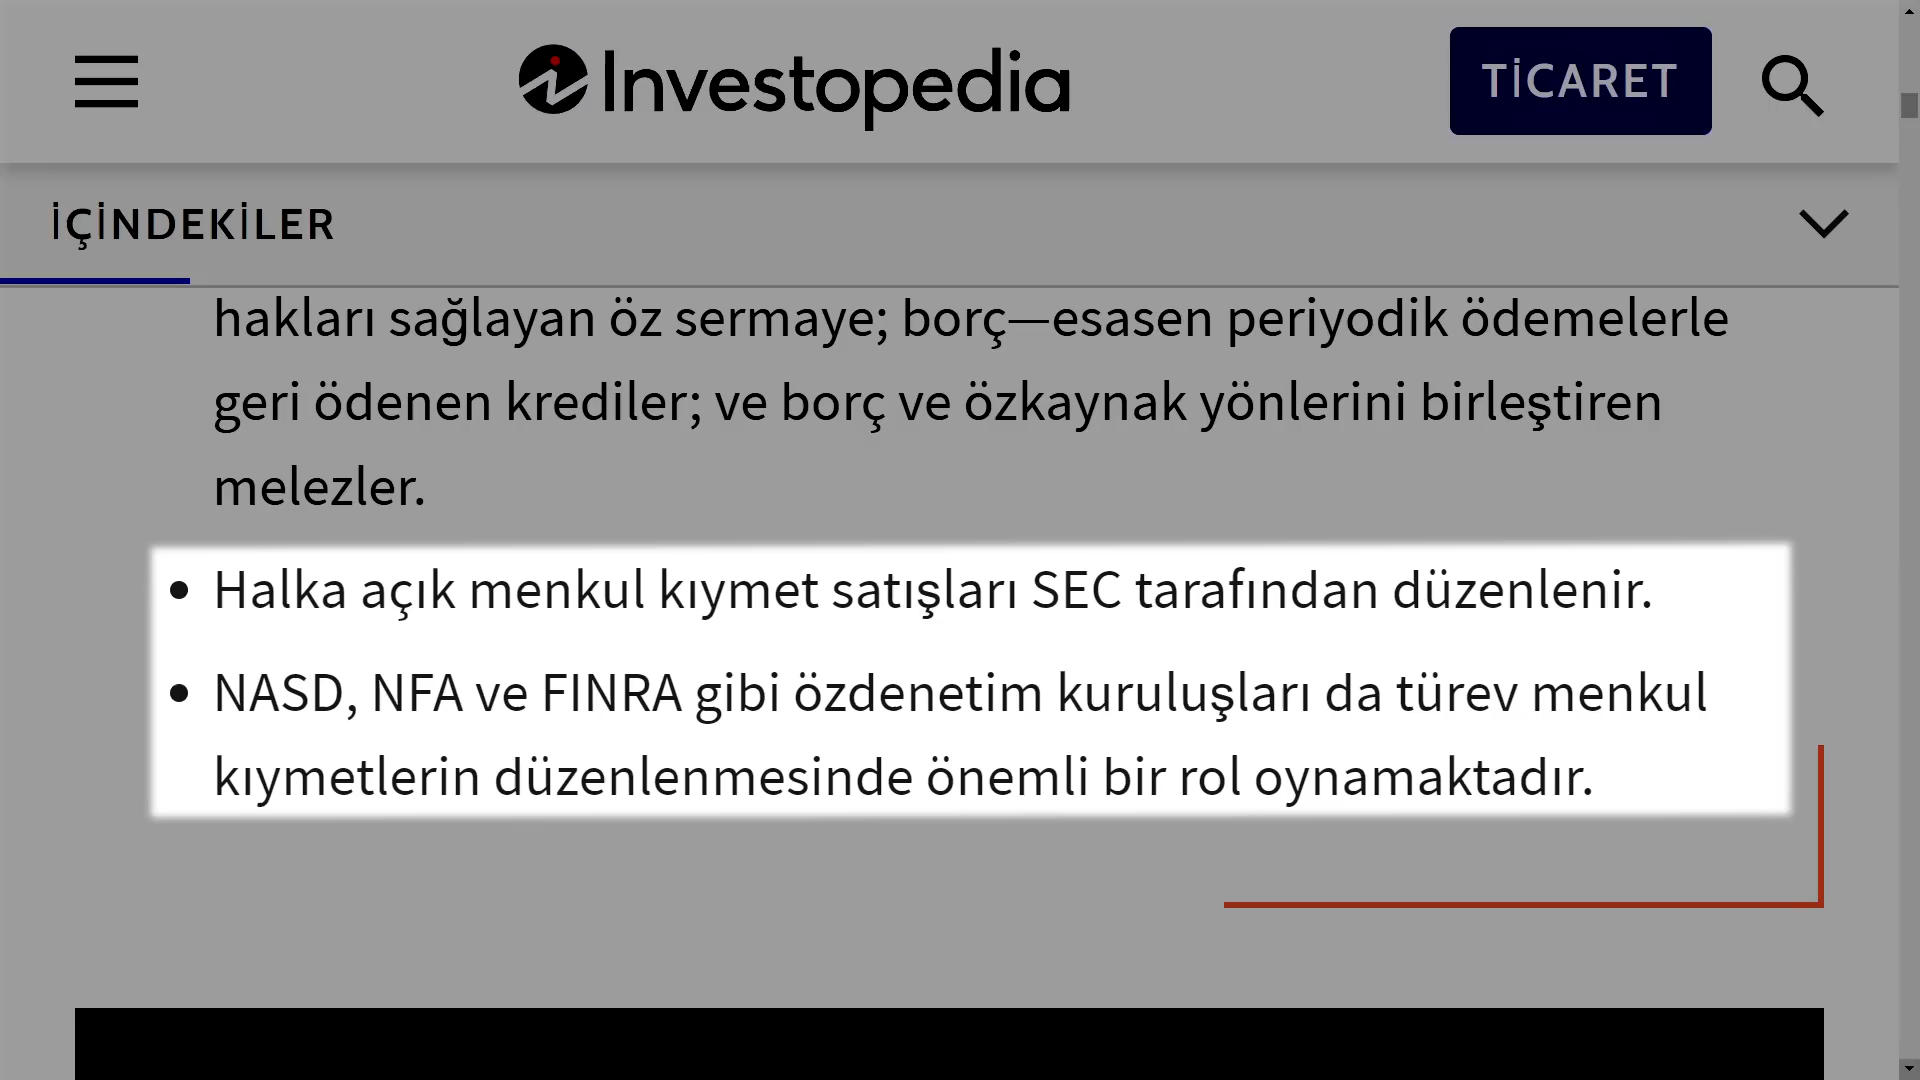 Investopedia
TİCARET
İÇİNDEKİLER
hakları sağlayan öz sermaye; borç—esasen periyodik ödemelerle
geri ödenen krediler; ve borç ve özkaynak yönlerini birleştiren
melezler.
• Halka açık menkul kıymet satışları SEC tarafından düzenlenir.
• NASD, NFA ve FINRA gibi özdenetim kuruluşları da türev menkul
kıymetlerin düzenlenmesinde önemli bir rol oynamaktadır.